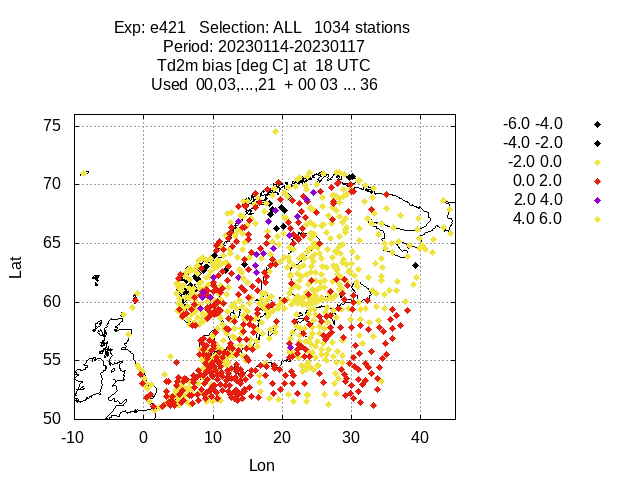 Exp: e421   Selection: ALL   1034 stations
Period: 20230114-20230117
Td2m bias [deg C] at  18 UTC
Used  00,03,...,21  + 00 03 ... 36
-6.0 -4.0
-4.0 -2.0
-2.0 0.0
0.0 2.0
2.0 4.0
4.0 6.0
75
70
65
60
55
50
Lat
-10 0 10 20 30 40
Lon